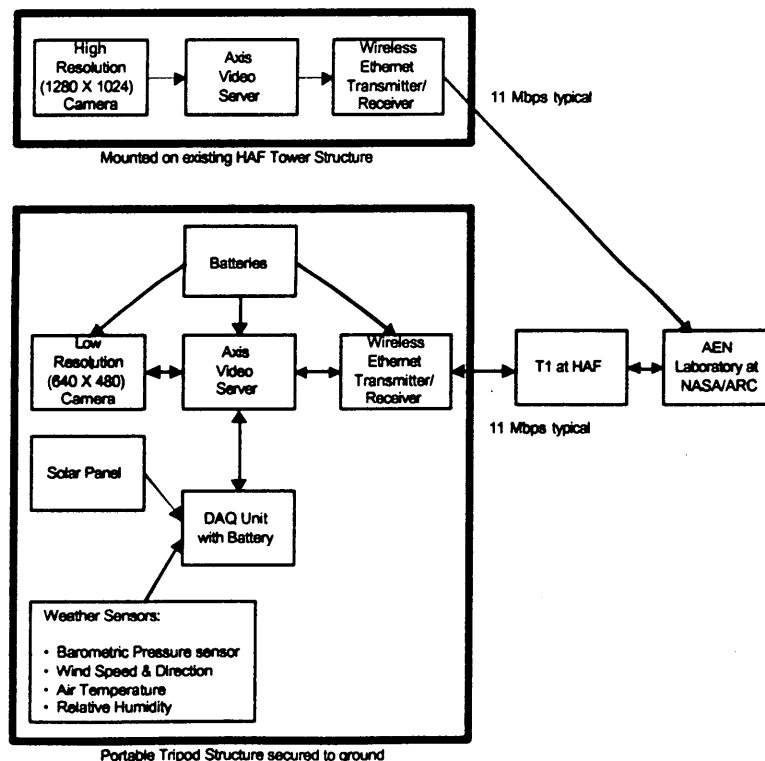 High
Resolution
(1280 X 1024)
Camera
Axis
Video
Server
Wireless
Ethernet
Transmitter/
Receiver
11 Mbps typical
Mounted on existing HAF Tower Structure
Batteries
Low
Resolution
(640 X 480)
Camera
Axis
Video
Server
Wireless
Ethernet
Transmitter/
Receiver
T1 at HAF
AEN
Laboratory at
NASA/ARC
11 Mbps typical
Solar Panel
DAQ Unit
with Battery
Weather Sensors:
• Barometric Pressure sensor
• Wind Speed & Direction
• Air Temperature
• Relative Humidity
Portable Tripod Structure secured to ground